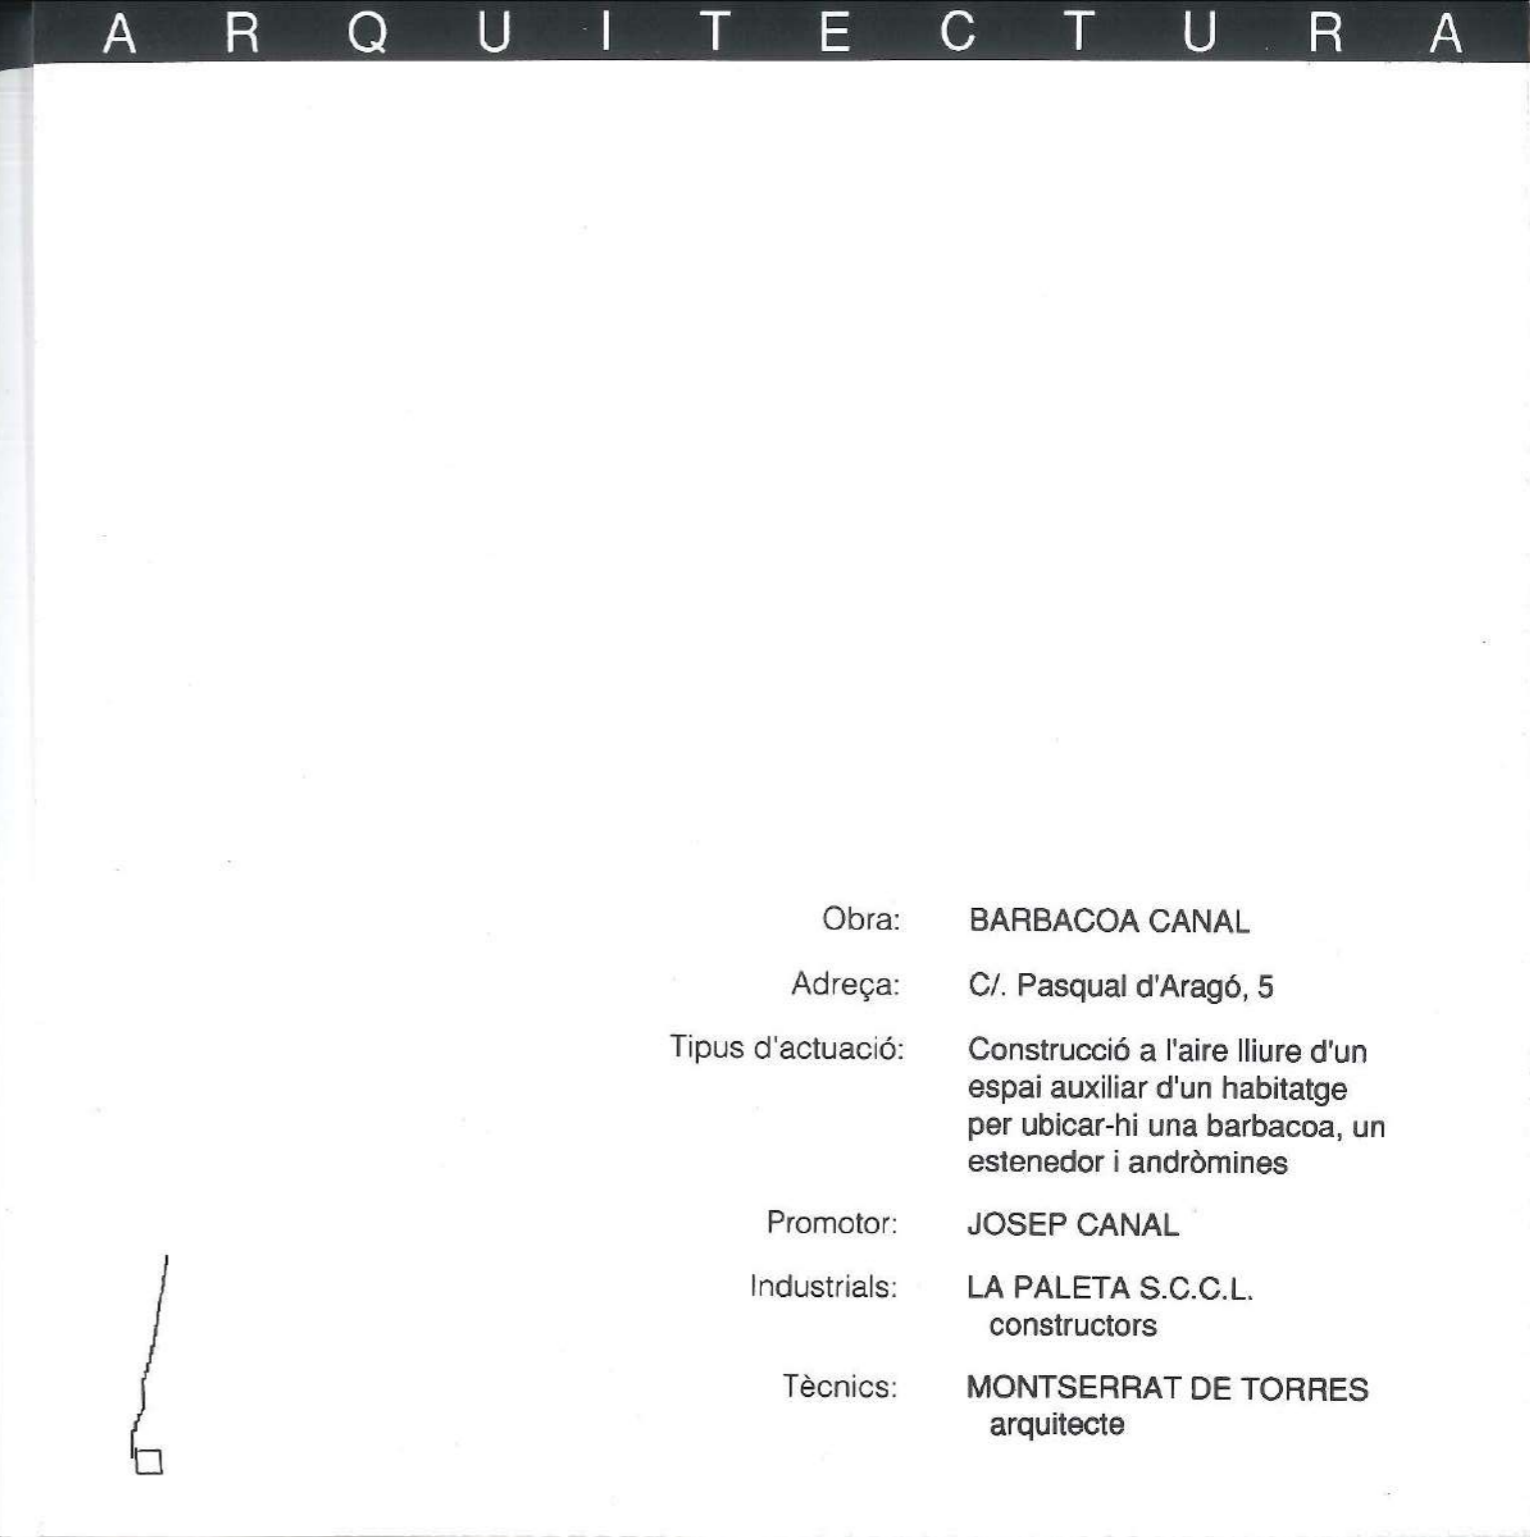 ARQUITECTURA
Obra: BARBACOA CANAL
Adreça: C/. Pasqual d'Aragó, 5
Tipus d'actuació: Construcció a l'aire lliure d'un
espai auxiliar d'un habitatge
per ubicar-hi una barbacoa, un
estenedor i andròmines
Promotor: JOSEP CANAL
Industrials: LA PALETA S.C.C.L.
constructors
Tècnics: MONTSERRAT DE TORRES
arquitecte